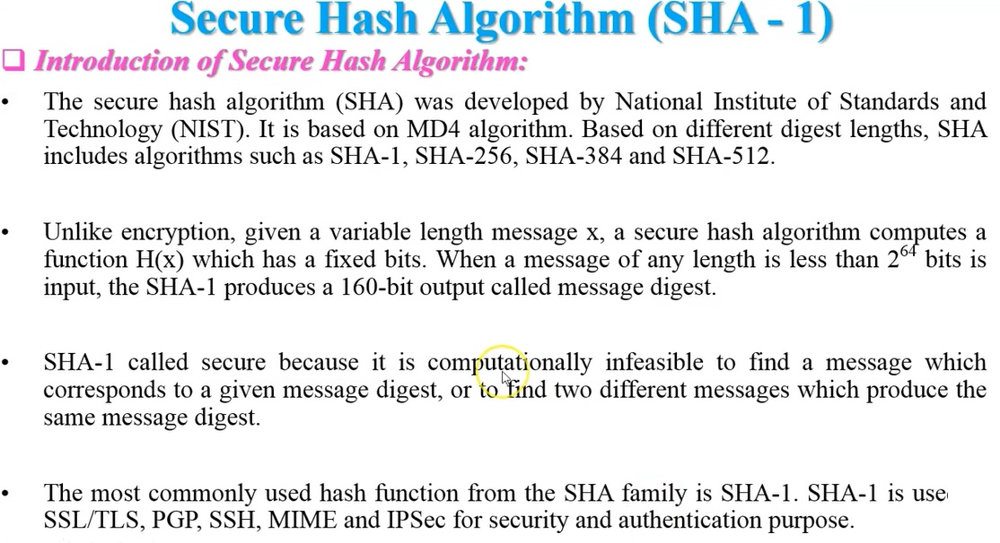 Secure Hash Algorithm (SHA - 1)
❑ Introduction of Secure Hash Algorithm:
• The secure hash algorithm (SHA) was developed by National Institute of Standards and
Technology (NIST). It is based on MD4 algorithm. Based on different digest lengths, SHA
includes algorithms such as SHA-1, SHA-256, SHA-384 and SHA-512.
• Unlike encryption, given a variable length message x, a secure hash algorithm computes a
function H(x) which has a fixed bits. When a message of any length is less than 2⁶⁴ bits is
input, the SHA-1 produces a 160-bit output called message digest.
• SHA-1 called secure because it is computationally infeasible to find a message which
corresponds to a given message digest, or to find two different messages which produce the
same message digest.
• The most commonly used hash function from the SHA family is SHA-1. SHA-1 is use
SSL/TLS, PGP, SSH, MIME and IPSec for security and authentication purpose.